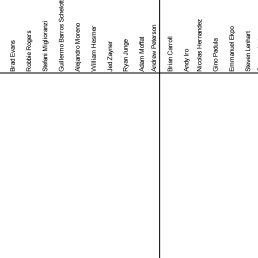 Brad Evans
Robbie Rogers
Stefani Miglioranzi
Guillermo Barros Schelott
Alejandro Moreno
William Hesmer
Jed Zayner
Ryan Junge
Adam Moffat
Andrew Peterson
Brian Carroll
Andy Iro
Nicolas Hernandez
Gino Padula
Emmanuel Ekpo
Steven Lenhart